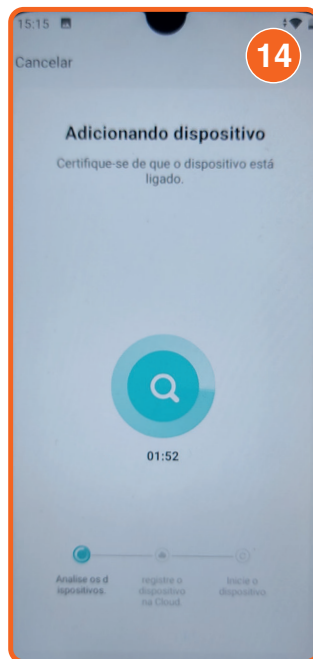 15:15
14
Cancelar
Adicionando dispositivo
Certifique-se de que o dispositivo está
ligado.
01:52
Analise os d
ispositivos.
registre o
dispositivo
na Cloud.
Inicie o
dispositivo.